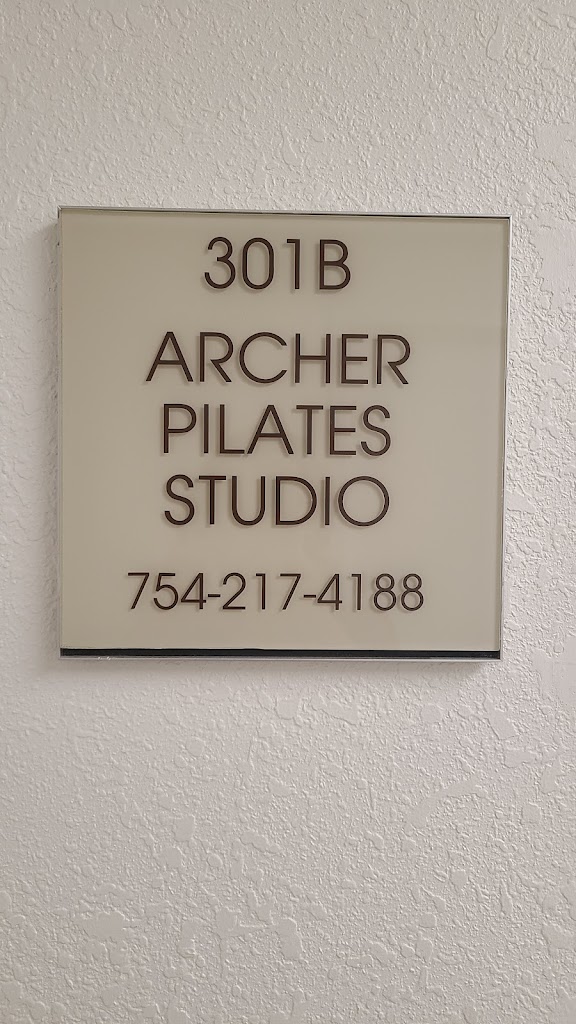 301B
ARCHER
PILATES
STUDIO
754-217-4188